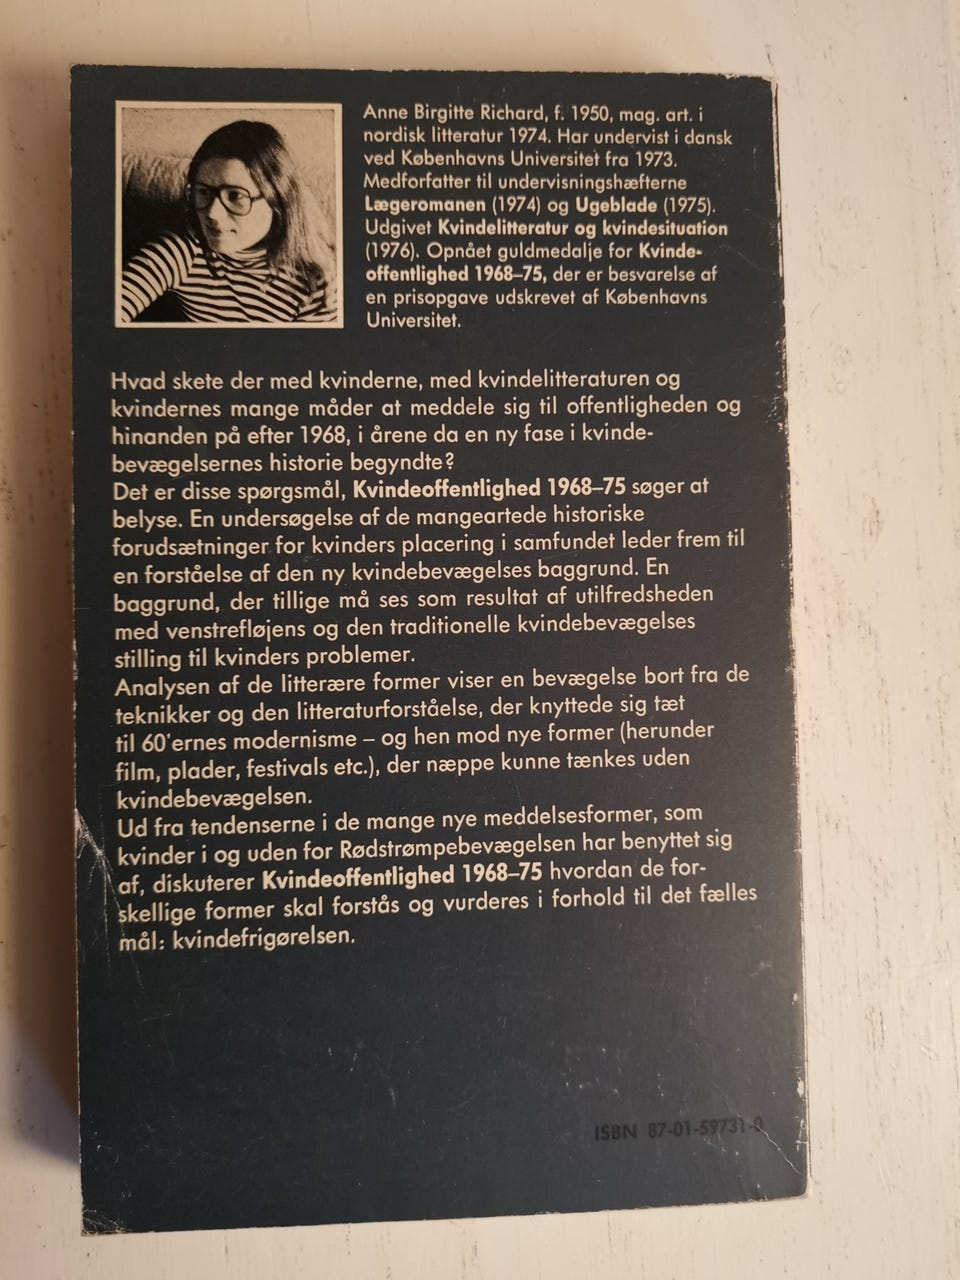 Anne Birgitte Richard, f. 1950, mag. art. i
nordisk litteratur 1974. Har undervist i dansk
ved Københavns Universitet fra 1973.
Medforfatter til undervisningshæfterne
Lægeromanen (1974) og Ugeblade (1975).
Udgivet Kvindelitteratur og kvindesituation
(1976). Opnået guldmedalje for Kvinde-
offentlighed 1968–75, der er besvarelse af
en prisopgave udskrevet af Københavns
Universitet.
Hvad skete der med kvinderne, med kvindelitteraturen og
kvindernes mange måder at meddele sig til offentligheden og
hinanden på efter 1968, i årene da en ny fase i kvinde-
bevægelsernes historie begyndte?
Det er disse spørgsmål, Kvindeoffentlighed 1968–75 søger at
belyse. En undersøgelse af de mangeartede historiske
forudsætninger for kvinders placering i samfundet leder frem til
en forståelse af den ny kvindebevægelses baggrund. En
baggrund, der tillige må ses som resultat af utilfredsheden
med venstrefløjens og den traditionelle kvindebevægelses
stilling til kvinders problemer.
Analysen af de litterære former viser en bevægelse bort fra de
teknikker og den litteraturforståelse, der knyttede sig tæt
til 60'ernes modernisme – og hen mod nye former (herunder
film, plader, festivals etc.), der næppe kunne tænkes uden
kvindebevægelsen.
Ud fra tendenserne i de mange nye meddelsesformer, som
kvinder i og uden for Rødstrømpebevægelsen har benyttet sig
af, diskuterer Kvindeoffentlighed 1968–75 hvordan de for-
skellige former skal forstås og vurderes i forhold til det fælles
mål: kvindefrigørelsen.
ISBN 87-01-59731-0